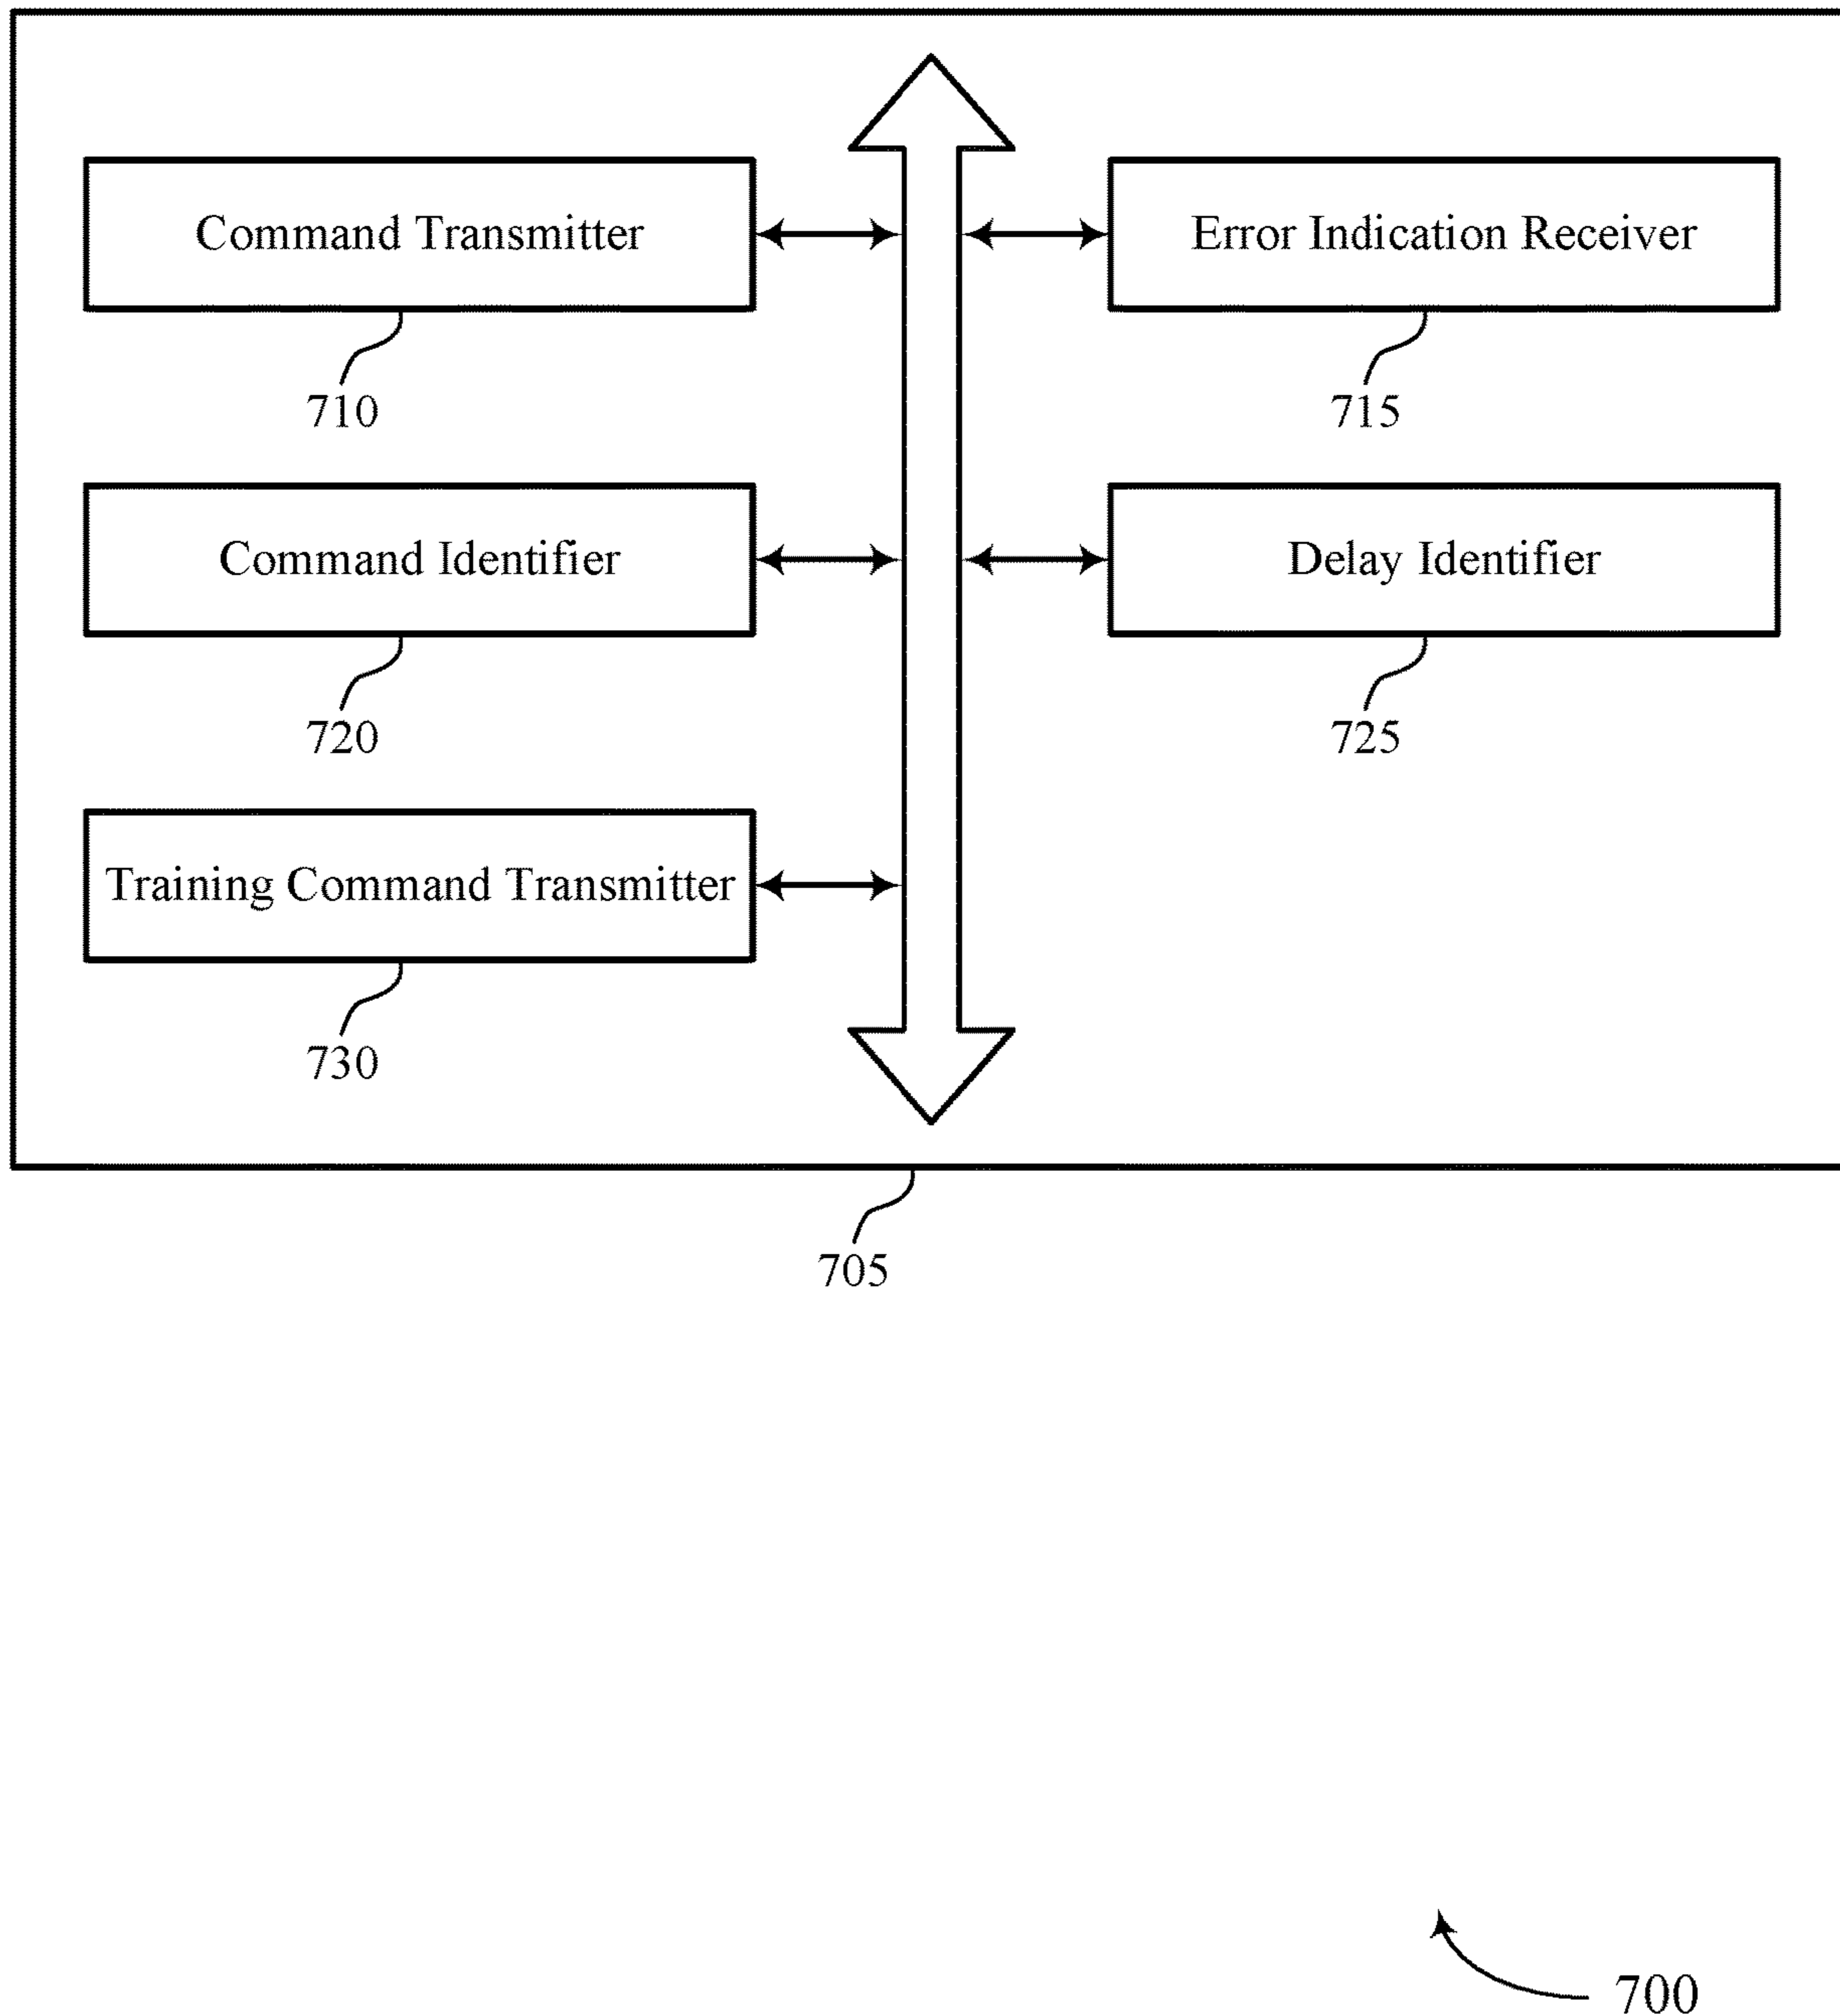 Command Transmitter
Error Indication Receiver
710
715
Command Identifier
Delay Identifier
720
725
Training Command Transmitter
730
705
700